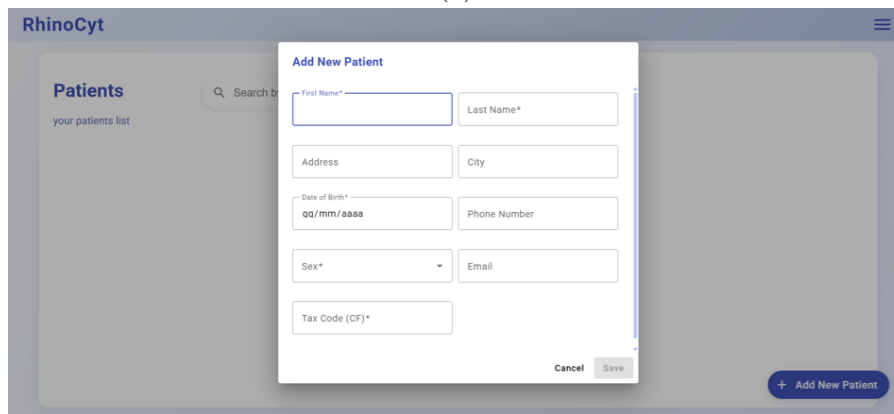 RhinoCyt
Add New Patient
Patients
Search by
your patients list
First Name*
Last Name*
Address
City
Date of Birth*
gg/mm/aaaa
Phone Number
Sex*
Email
Tax Code (CF)*
Cancel
Save
+ Add New Patient